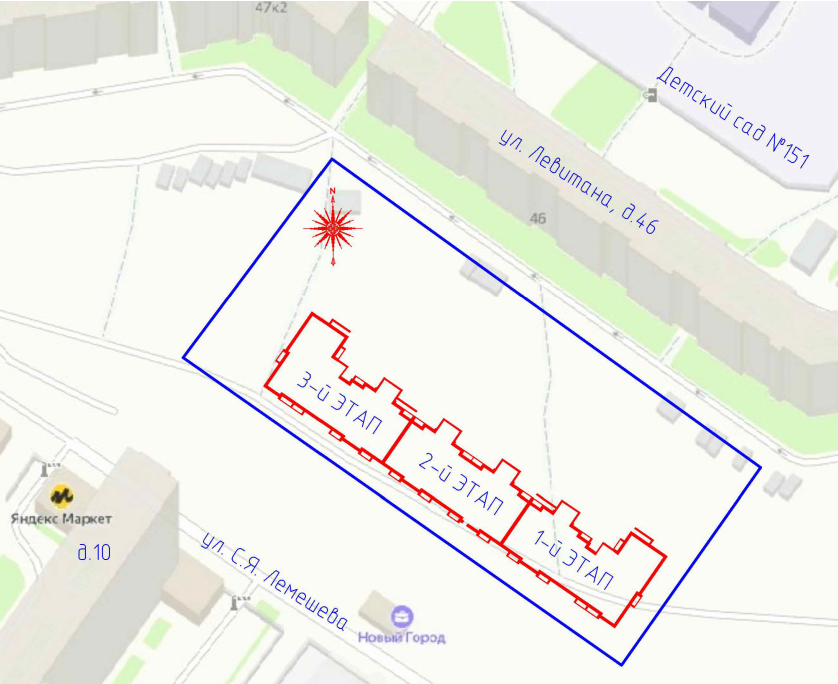 47к2
Детский сад №151
ул. Левитана, д.46
N
46
3-й ЭТАП
2-й ЭТАП
1-й ЭТАП
Яндекс Маркет
д.10
ул. С.Я. Лемешева
Новый Город